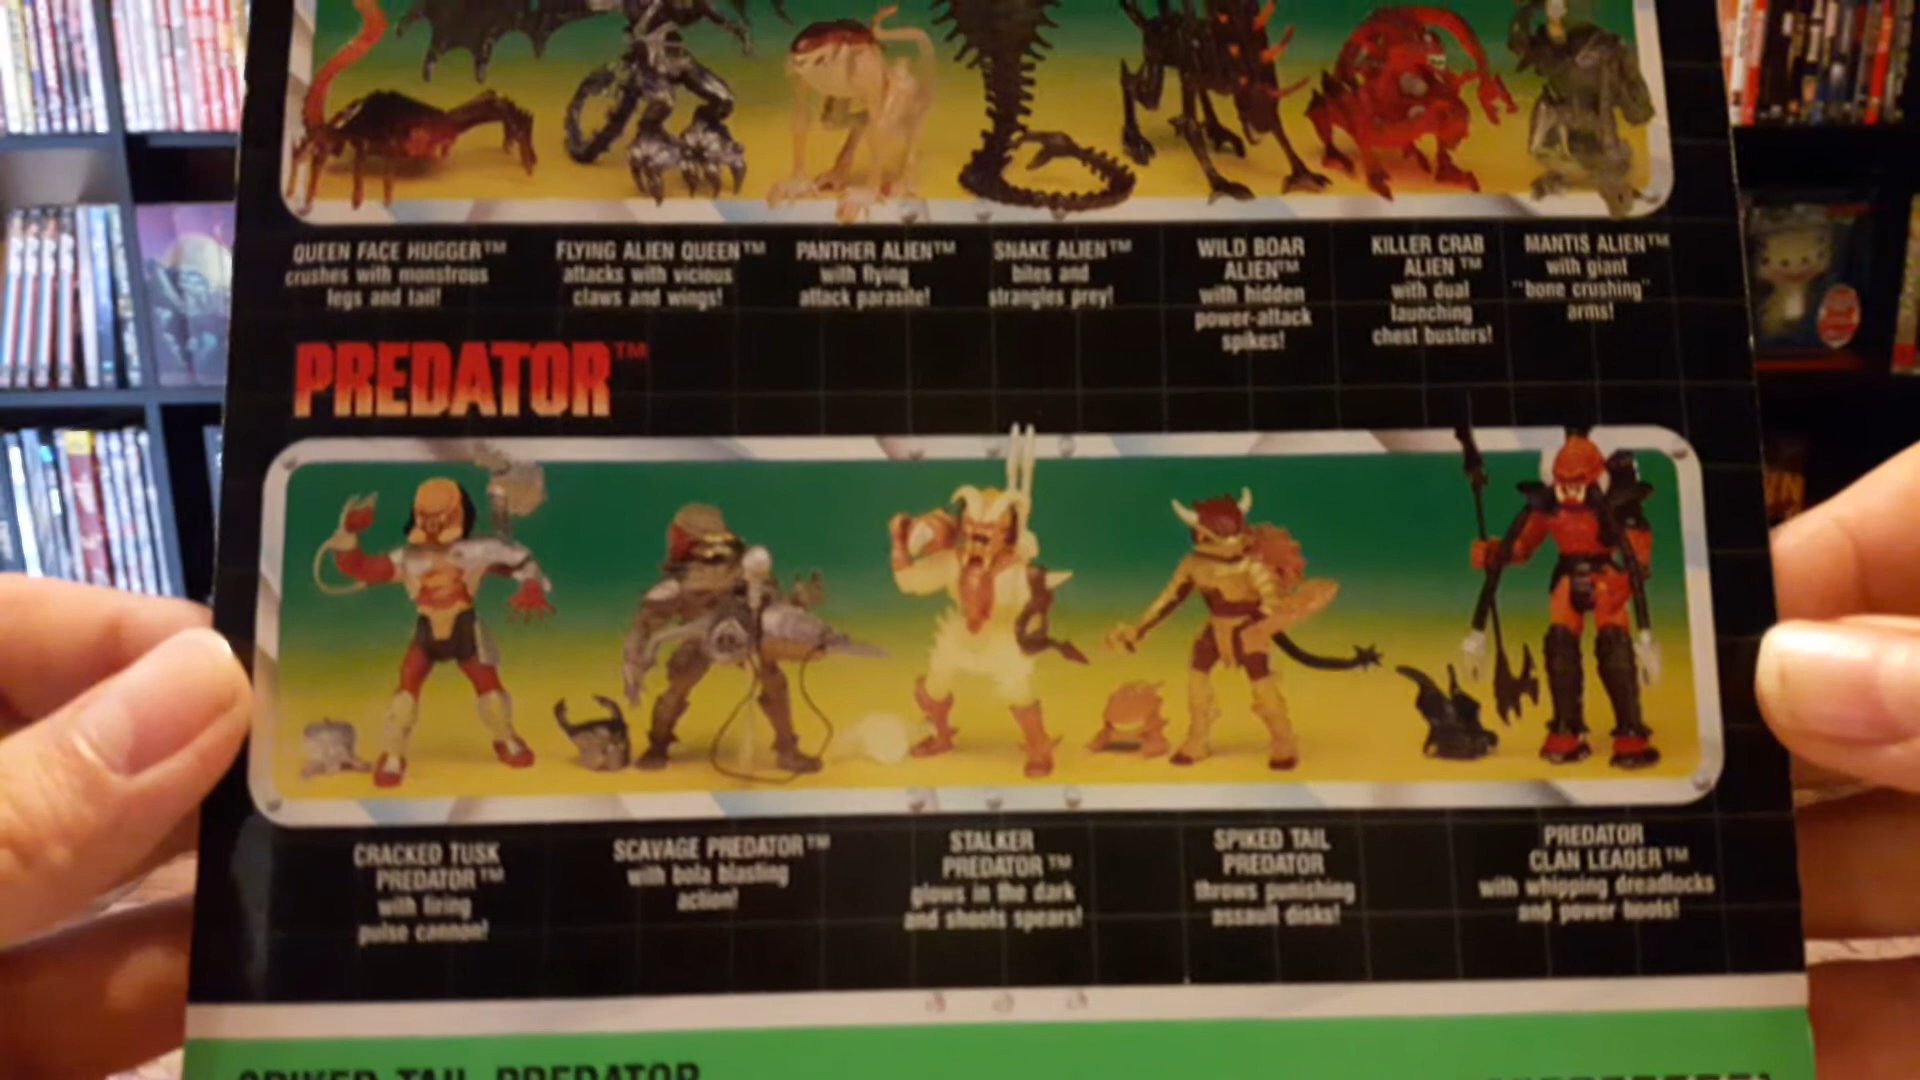 QUEEN FACE HUGGER™
crushes with monstrous
legs and tail!
FLYING ALIEN QUEEN™
attacks with vicious
claws and wings!
PANTHER ALIEN™
with flying
attack parasite!
SNAKE ALIEN™
bites and
strangles prey!
WILD BOAR
ALIEN™
with hidden
power-attack
spikes!
KILLER CRAB
ALIEN™
with dual
launching
chest busters!
MANTIS ALIEN™
with giant
"bone crushing"
arms!
PREDATOR™
CRACKED TUSK
PREDATOR™
with firing
pulse cannon!
SCAVAGE PREDATOR™
with bola blasting
action!
STALKER
PREDATOR™
glows in the dark
and shoots spears!
SPIKED TAIL
PREDATOR
throws punishing
assault disks!
PREDATOR
CLAN LEADER™
with whipping dreadlocks
and power boots!
SPIKED TAIL PREDATOR